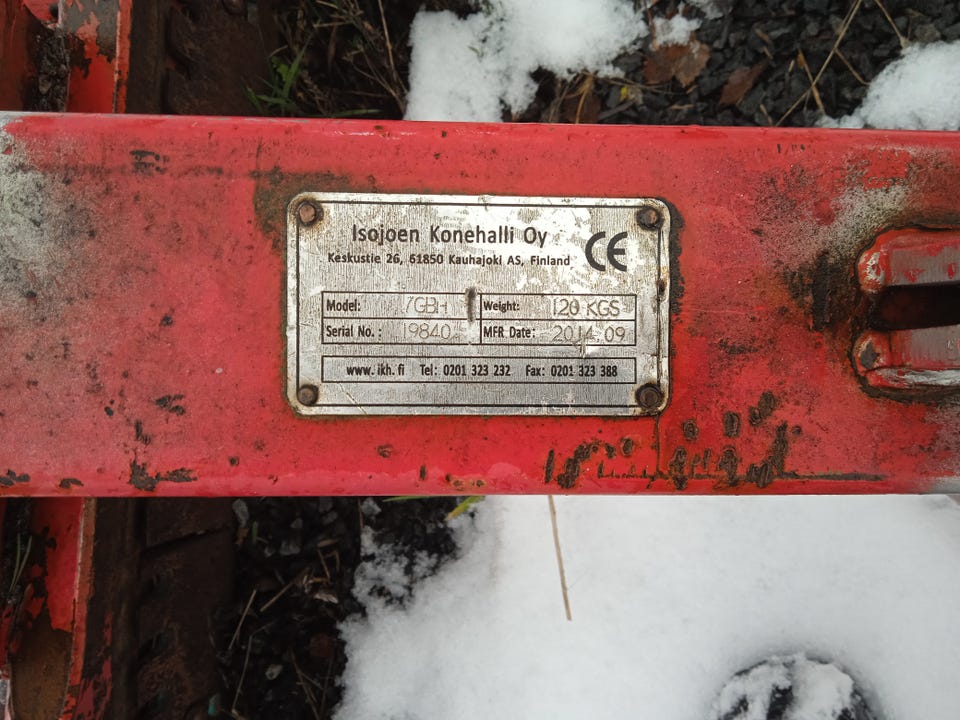 Isojoen Konehalli Oy
Keskustie 26, 61850 Kauhajoki AS, Finland
CE
Model: 7GBH Weight: 120 KGS
Serial No.: 19840 MFR Date: 2014.09
www.ikh.fi Tel: 0201 323 232 Fax: 0201 323 388